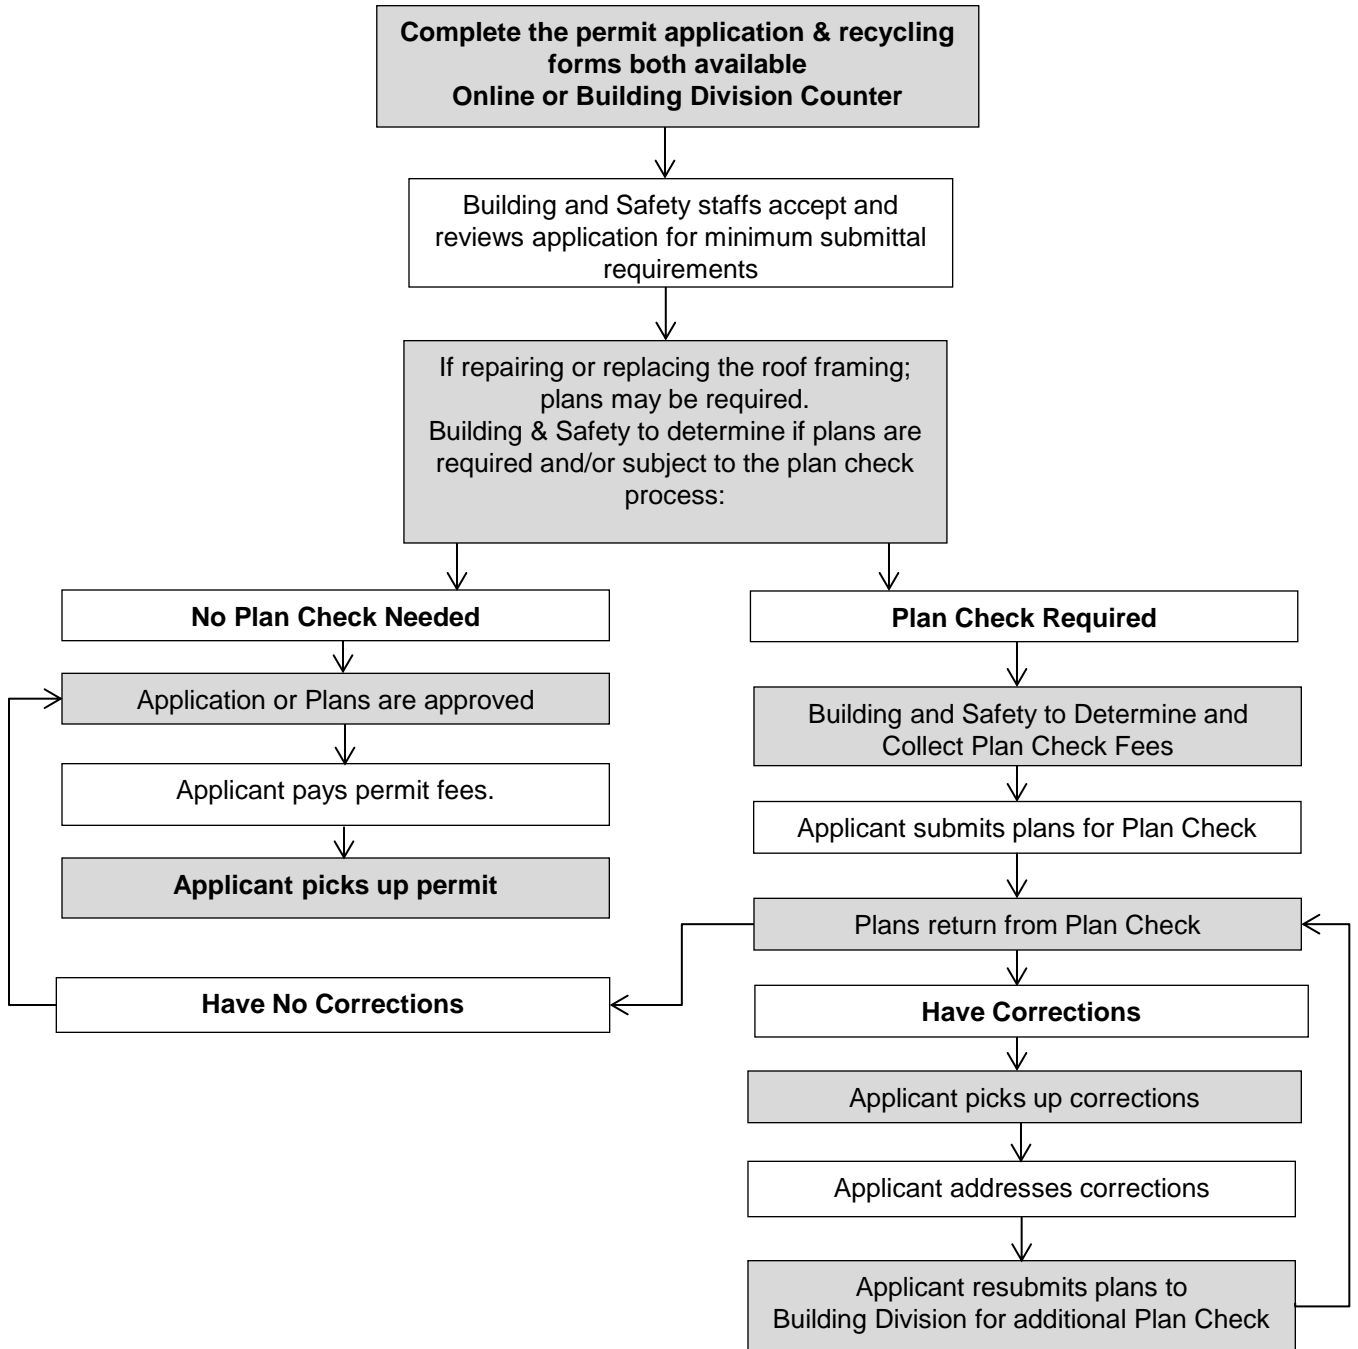 Complete the permit application & recycling
forms both available
Online or Building Division Counter
Building and Safety staffs accept and
reviews application for minimum submittal
requirements
If repairing or replacing the roof framing;
plans may be required.
Building & Safety to determine if plans are
required and/or subject to the plan check
process:
No Plan Check Needed
Application or Plans are approved
Applicant pays permit fees.
Applicant picks up permit
Have No Corrections
Plan Check Required
Building and Safety to Determine and
Collect Plan Check Fees
Applicant submits plans for Plan Check
Plans return from Plan Check
Have Corrections
Applicant picks up corrections
Applicant addresses corrections
Applicant resubmits plans to
Building Division for additional Plan Check